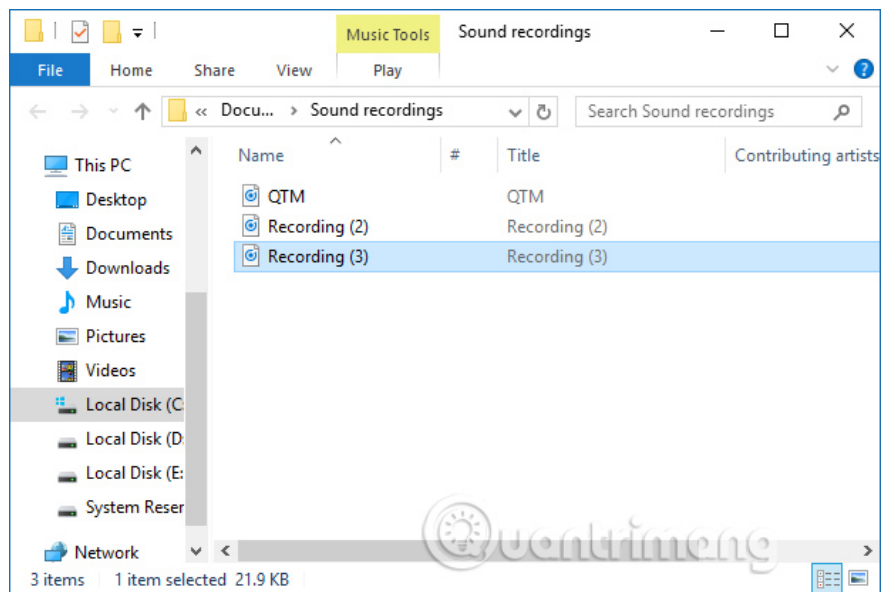 Music Tools Sound recordings
File Home Share View Play
« Docu... > Sound recordings Search Sound recordings
Name # Title Contributing artists
This PC
Desktop
Documents
Downloads
Music
Pictures
Videos
Local Disk (C:
Local Disk (D:
Local Disk (E:
System Reser
Network
QTM QTM
Recording (2) Recording (2)
Recording (3) Recording (3)
Quantrimang
3 items 1 item selected 21.9 KB